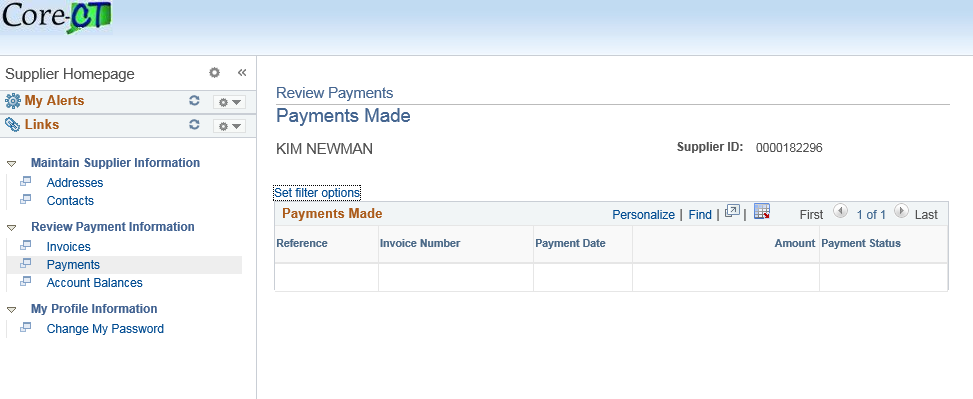 Core-CT
Supplier Homepage
My Alerts
Links
Maintain Supplier Information
Addresses
Contacts
Review Payment Information
Invoices
Payments
Account Balances
My Profile Information
Change My Password
Review Payments
Payments Made
KIM NEWMAN Supplier ID: 0000182296
Set filter options
Payments Made Personalize | Find | | First 1 of 1 Last
Reference Invoice Number Payment Date Amount Payment Status